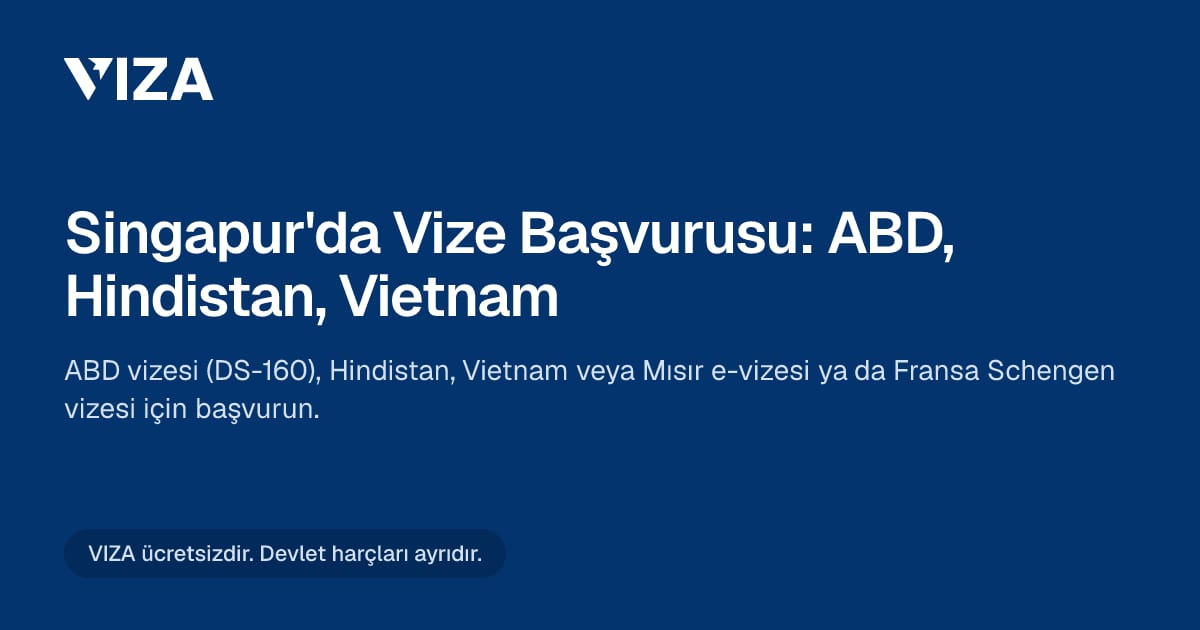 VIZA
Singapur'da Vize Başvurusu: ABD,
Hindistan, Vietnam
ABD vizesi (DS-160), Hindistan, Vietnam veya Mısır e-vizesi ya da Fransa Schengen
vizesi için başvurun.
VIZA ücretsizdir. Devlet harçları ayrıdır.